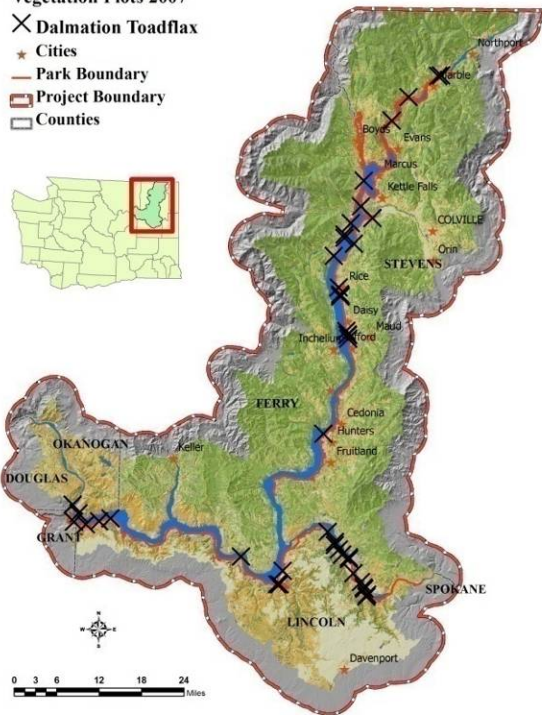 Vegetation Plots 2007
Dalmation Toadflax
Cities
Park Boundary
Project Boundary
Counties
Northport
Marble
Boyds
Evans
Marcus
Kettle Falls
COLVILLE
Orin
STEVENS
Rice
Daisy
Maud
Inchelium
Gifford
FERRY
Cedonia
Hunters
Fruitland
OKANOGAN
Keller
DOUGLAS
GRANT
SPOKANE
LINCOLN
Davenport
N
W
E
S
0 3 6 12 18 24
Miles